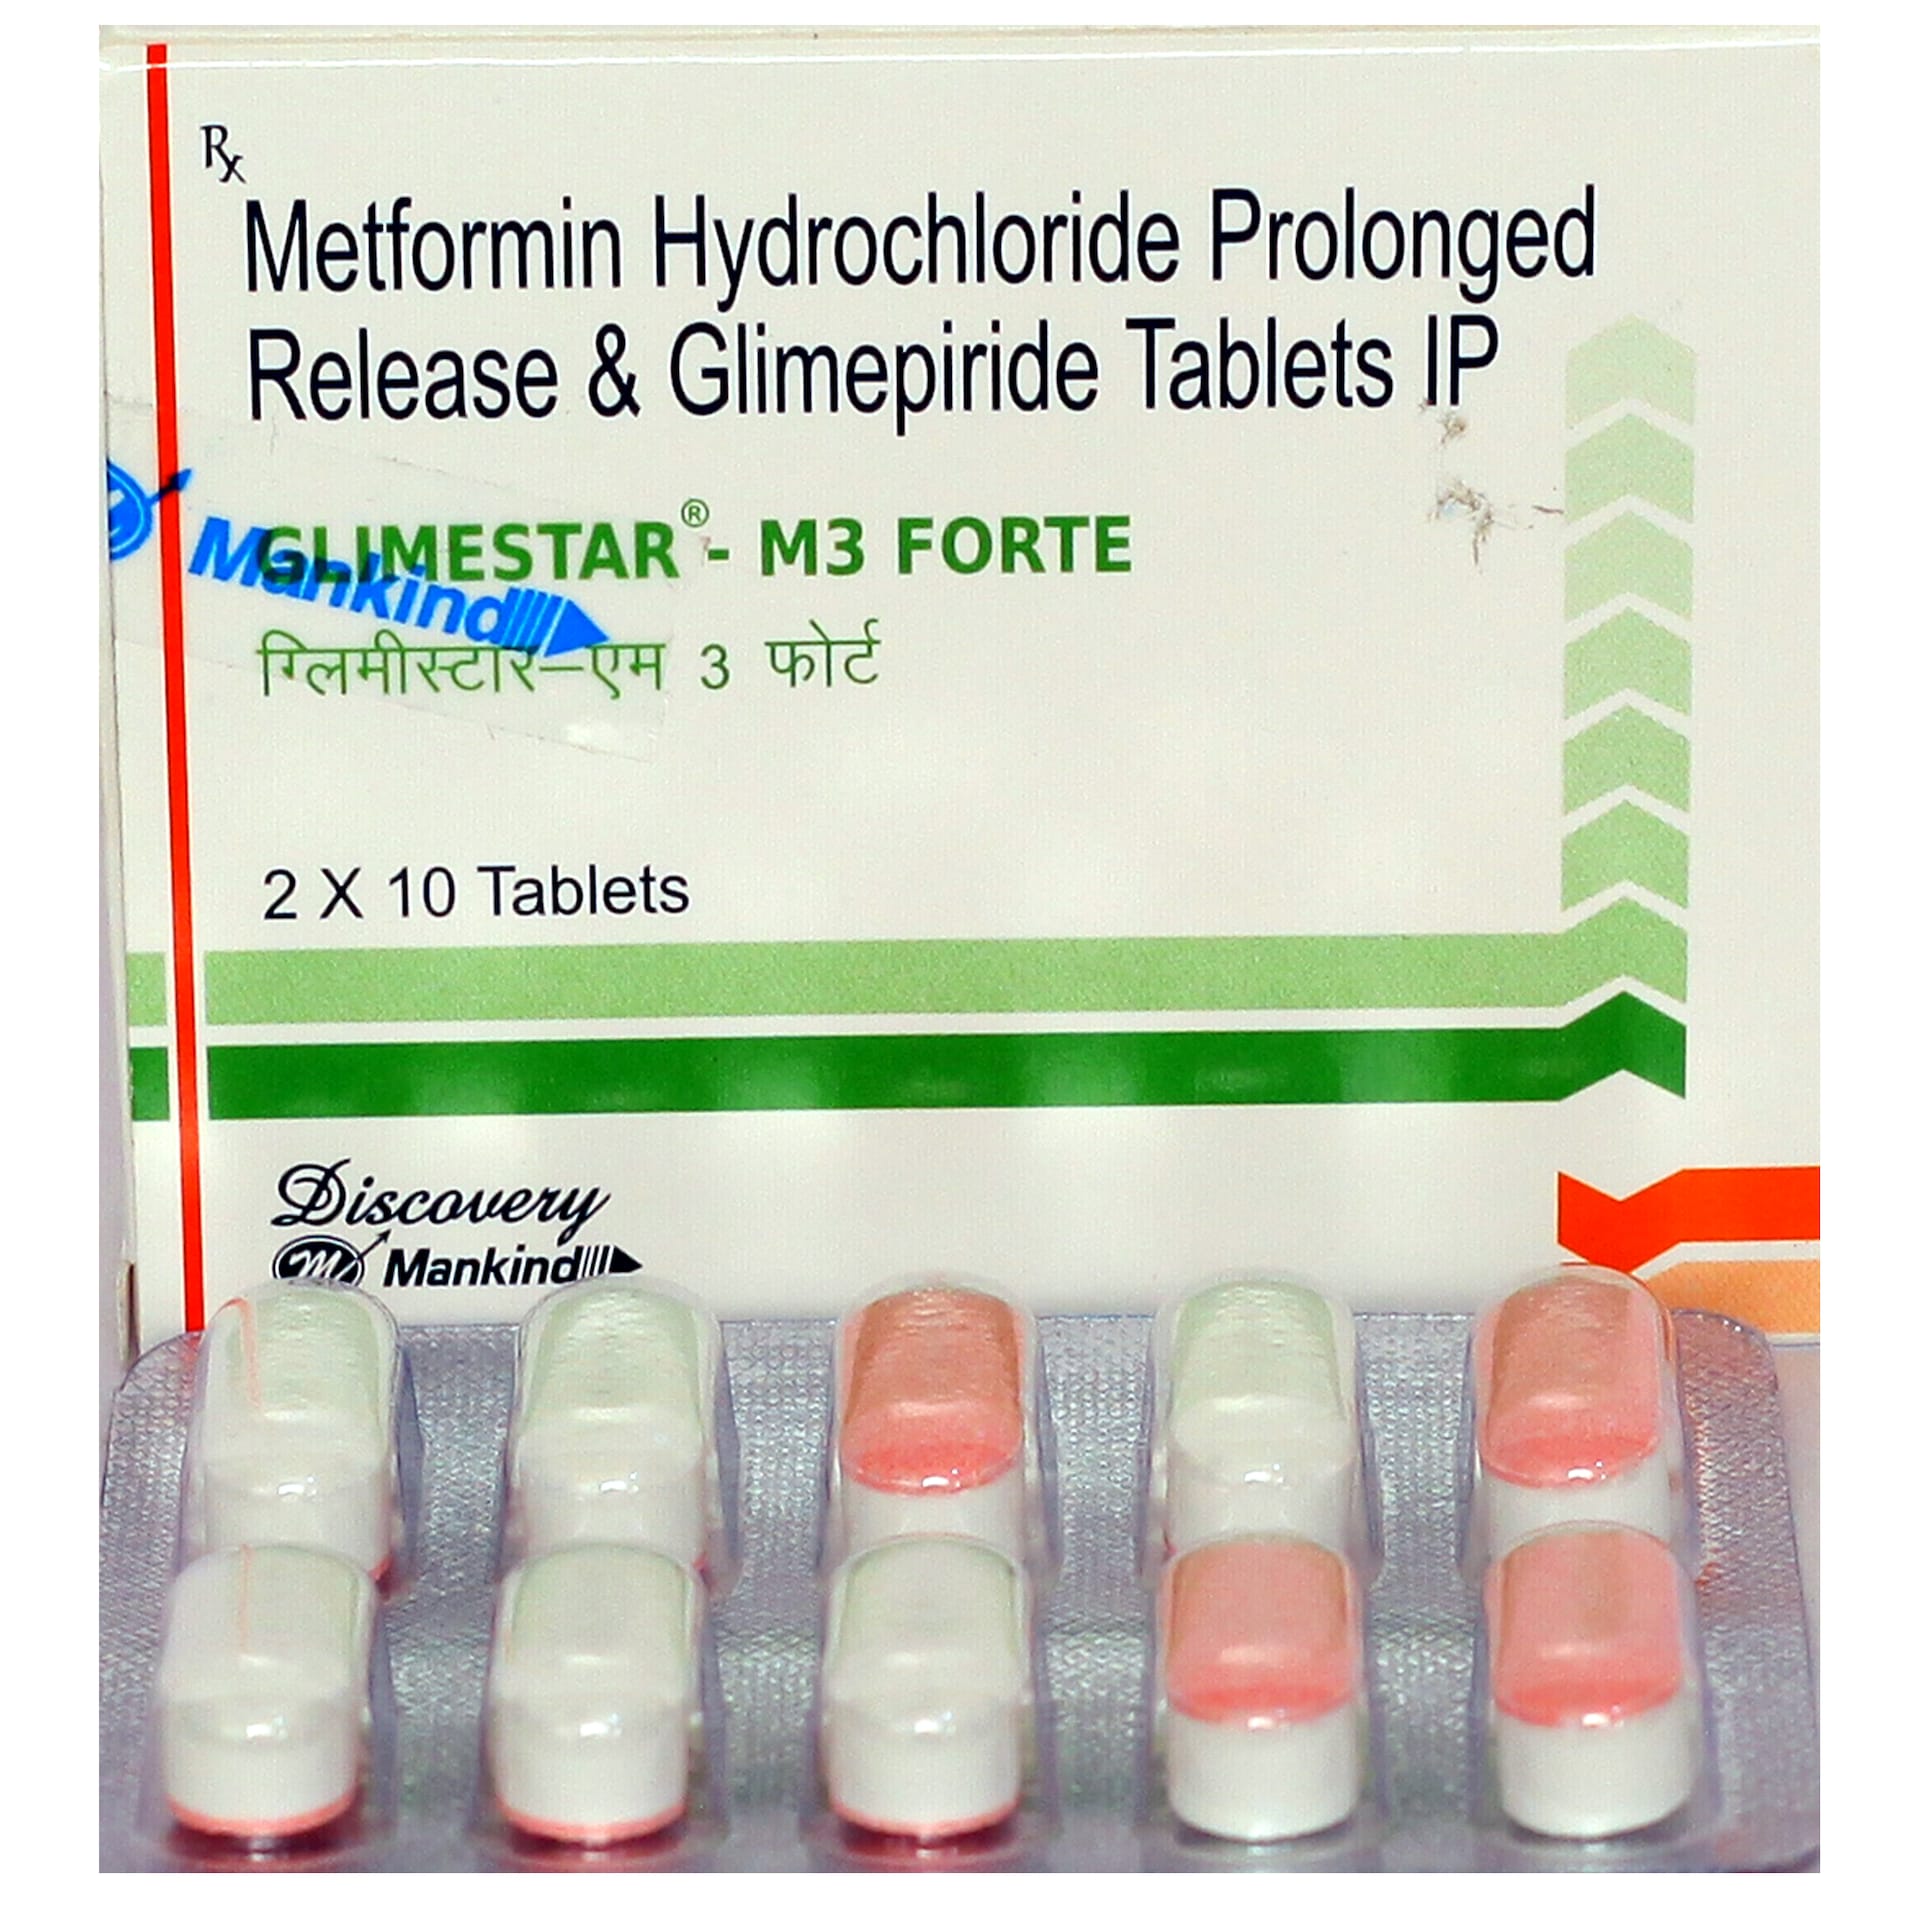 Rx
Metformin Hydrochloride Prolonged
Release & Glimepiride Tablets IP
GLIMESTAR®- M3 FORTE
Mankind
ग्लिमीस्टार–एम 3 फोर्ट
2 X 10 Tablets
Discovery
Mankind